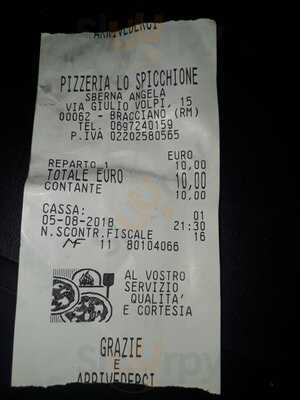 ARRIVEDERCI
PIZZERIA LO SPICCHIONE
SBERNA ANGELA
VIA GIULIO VOLPI, 15
00062 - BRACCIANO (RM)
TEL. 0697240159
P.IVA 02202580565
EURO
REPARTO 1 10,00
TOTALE EURO 10,00
CONTANTE 10,00
CASSA: 01
05-08-2018 21:30
N.SCONTR.FISCALE 16
MF 11 80104066
AL VOSTRO
SERVIZIO
QUALITA'
E CORTESIA
GRAZIE
E
ARRIVEDERCI